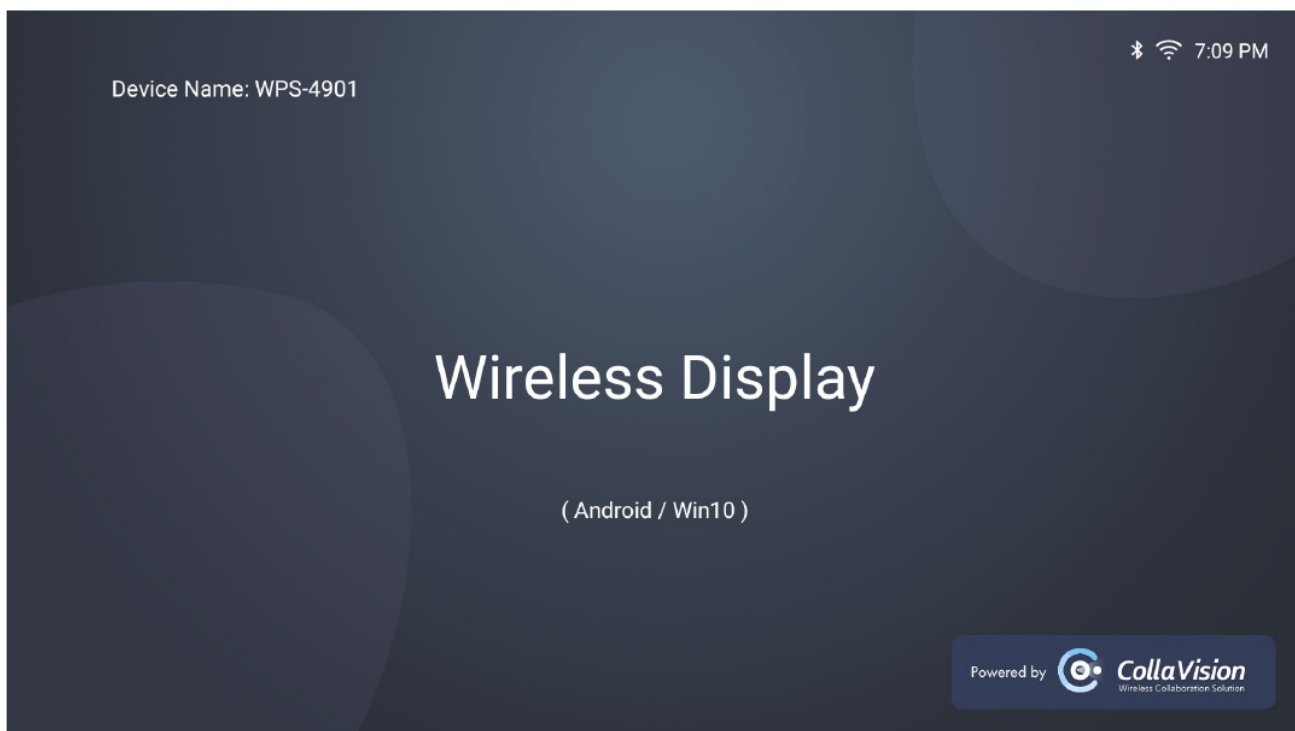 7:09 PM
Device Name: WPS-4901
Wireless Display
( Android / Win10 )
Powered by
CollaVision
Wireless Collaboration Solution